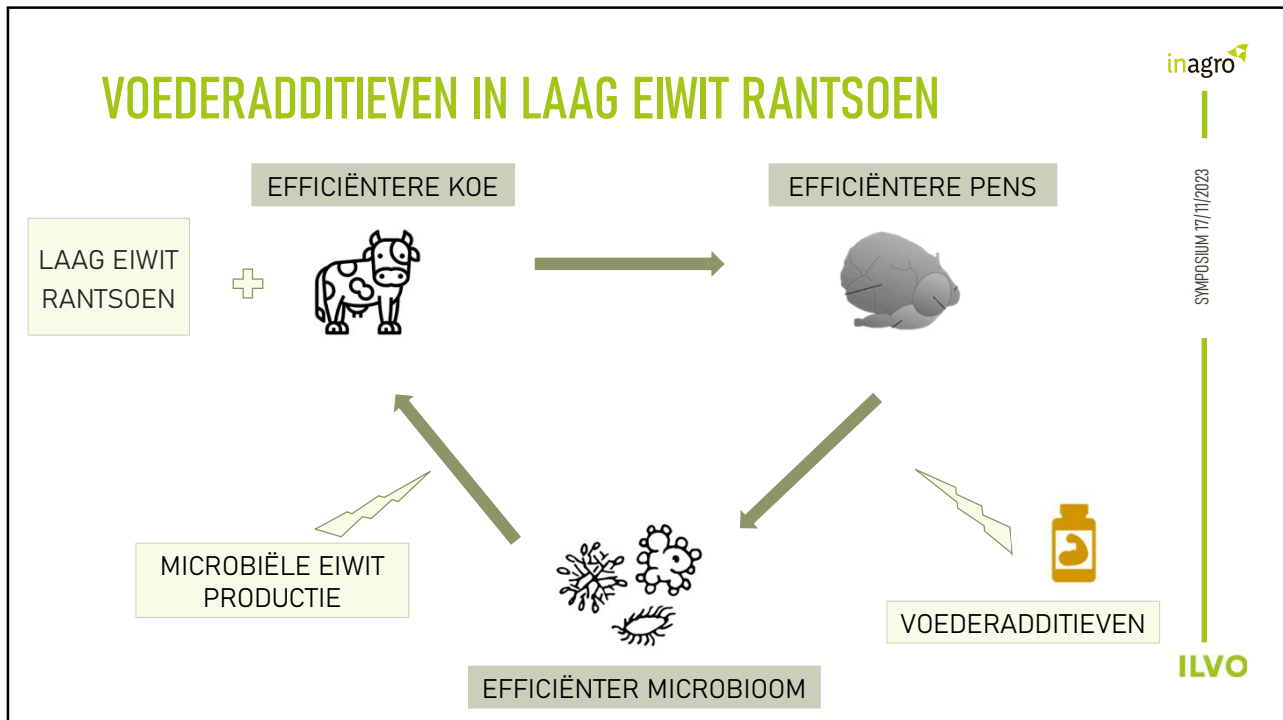 inagro
VOEDERADDITIEVEN IN LAAG EIWIT RANTSOEN
EFFICIËNTERE KOE
EFFICIËNTERE PENS
LAAG EIWIT
RANTSOEN
SYMPOSIUM 17/11/2023
MICROBIËLE EIWIT
PRODUCTIE
VOEDERADDITIEVEN
EFFICIËNTER MICROBIOOM
ILVO